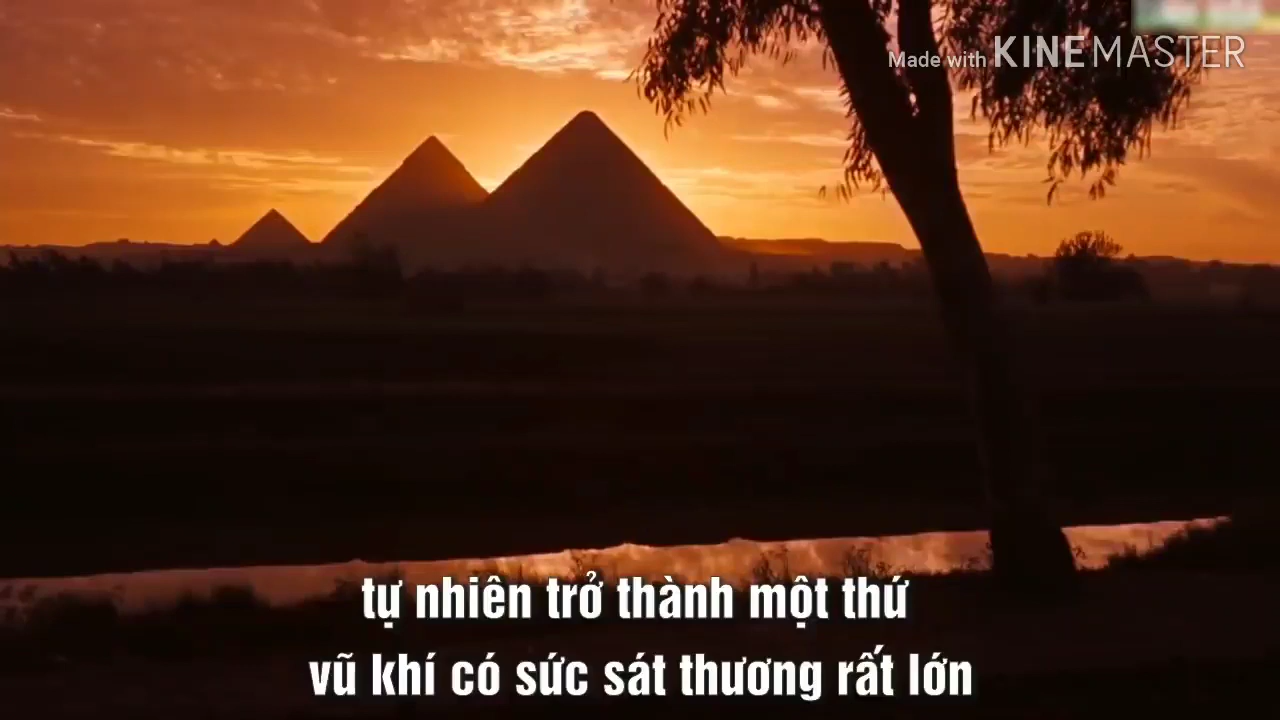 Made with KINEMASTER
tự nhiên trở thành một thứ
vũ khí có sức sát thương rất lớn